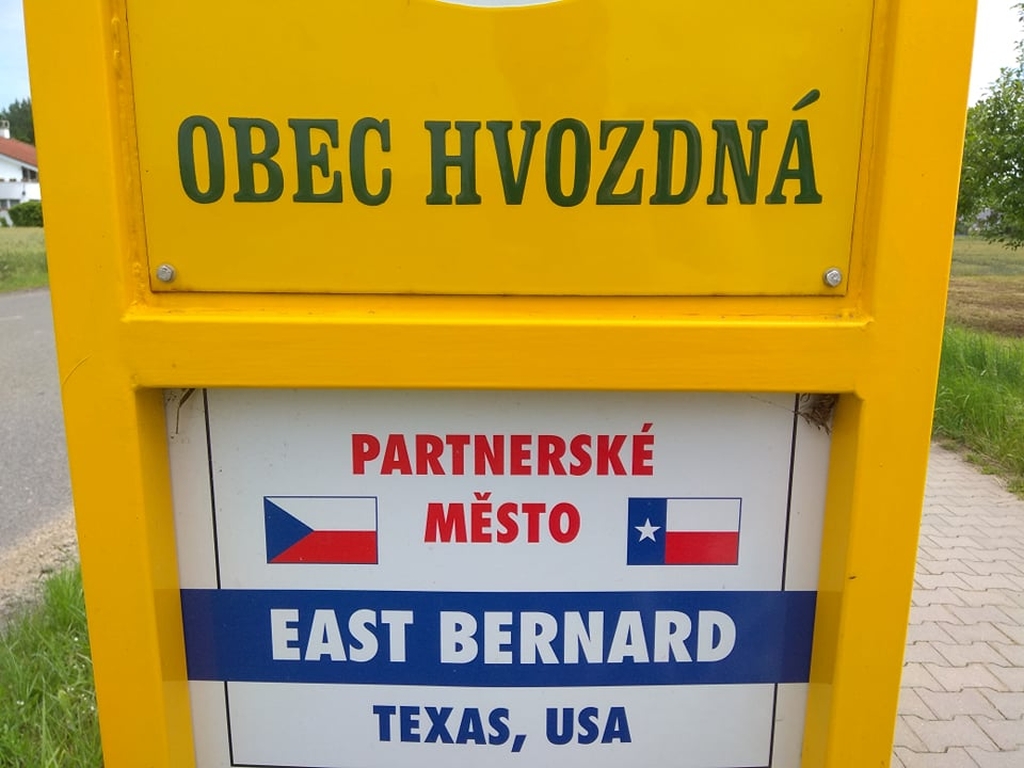 OBEC HVOZDNÁ
PARTNERSKÉ
MĚSTO
EAST BERNARD
TEXAS, USA